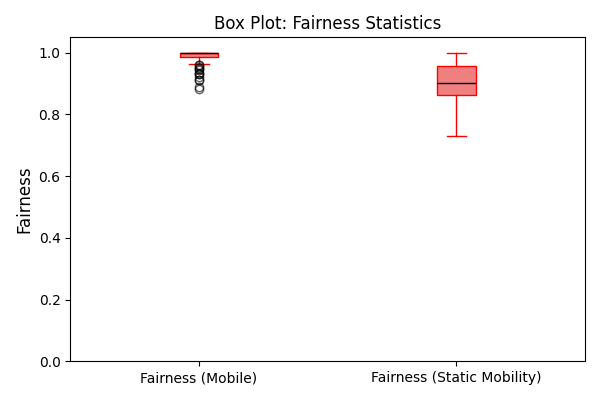 Box Plot: Fairness Statistics
Fairness
1.0
0.8
0.6
0.4
0.2
0.0
Fairness (Mobile)
Fairness (Static Mobility)